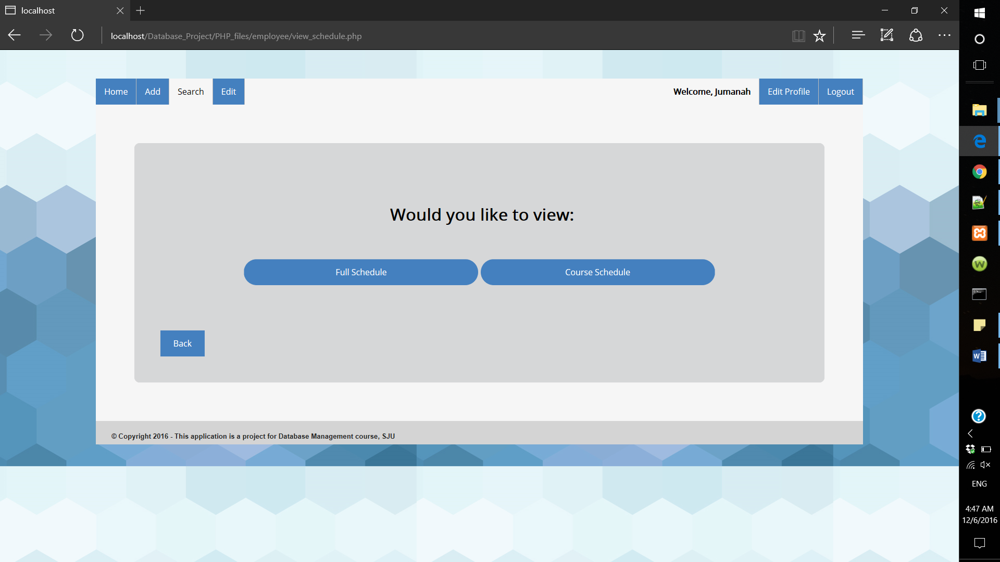 localhost
localhost/Database_Project/PHP_files/employee/view_schedule.php
Home
Add
Search
Edit
Welcome, Jumanah
Edit Profile
Logout
Would you like to view:
Full Schedule
Course Schedule
Back
© Copyright 2016 - This application is a project for Database Management course, SJU
ENG
4:47 AM
12/6/2016